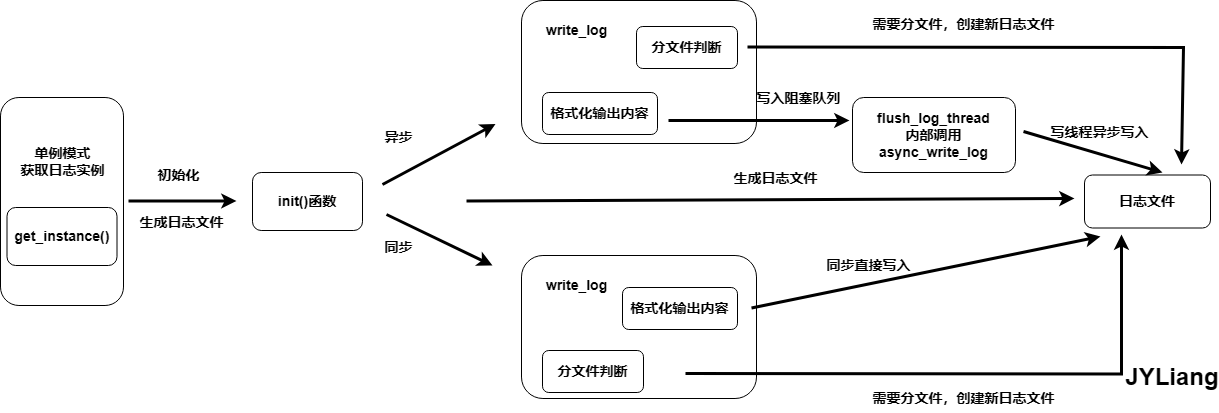 单例模式
获取日志实例
get_instance()
初始化
生成日志文件
init()函数
异步
同步
write_log
分文件判断
格式化输出内容
需要分文件，创建新日志文件
写入阻塞队列
flush_log_thread
内部调用
async_write_log
写线程异步写入
生成日志文件
日志文件
write_log
格式化输出内容
分文件判断
同步直接写入
需要分文件，创建新日志文件
JYLiang